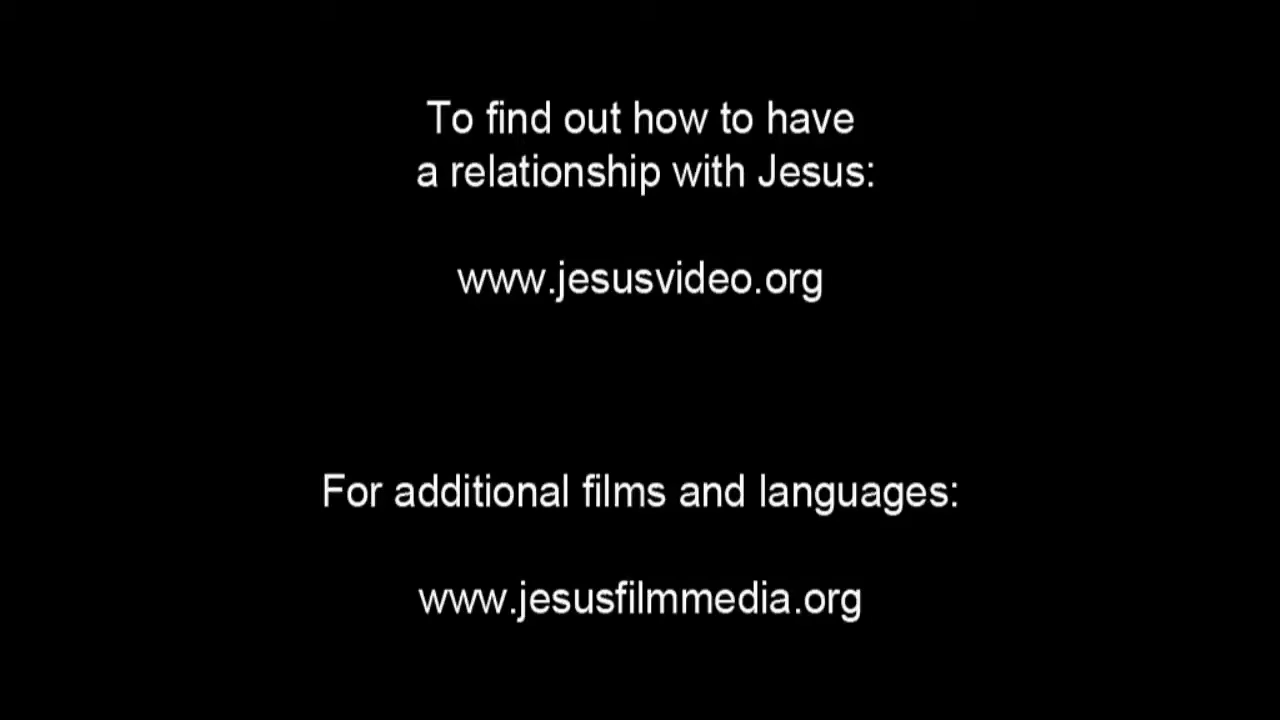 To find out how to have
a relationship with Jesus:
www.jesusvideo.org
For additional films and languages:
www.jesusfilmmedia.org